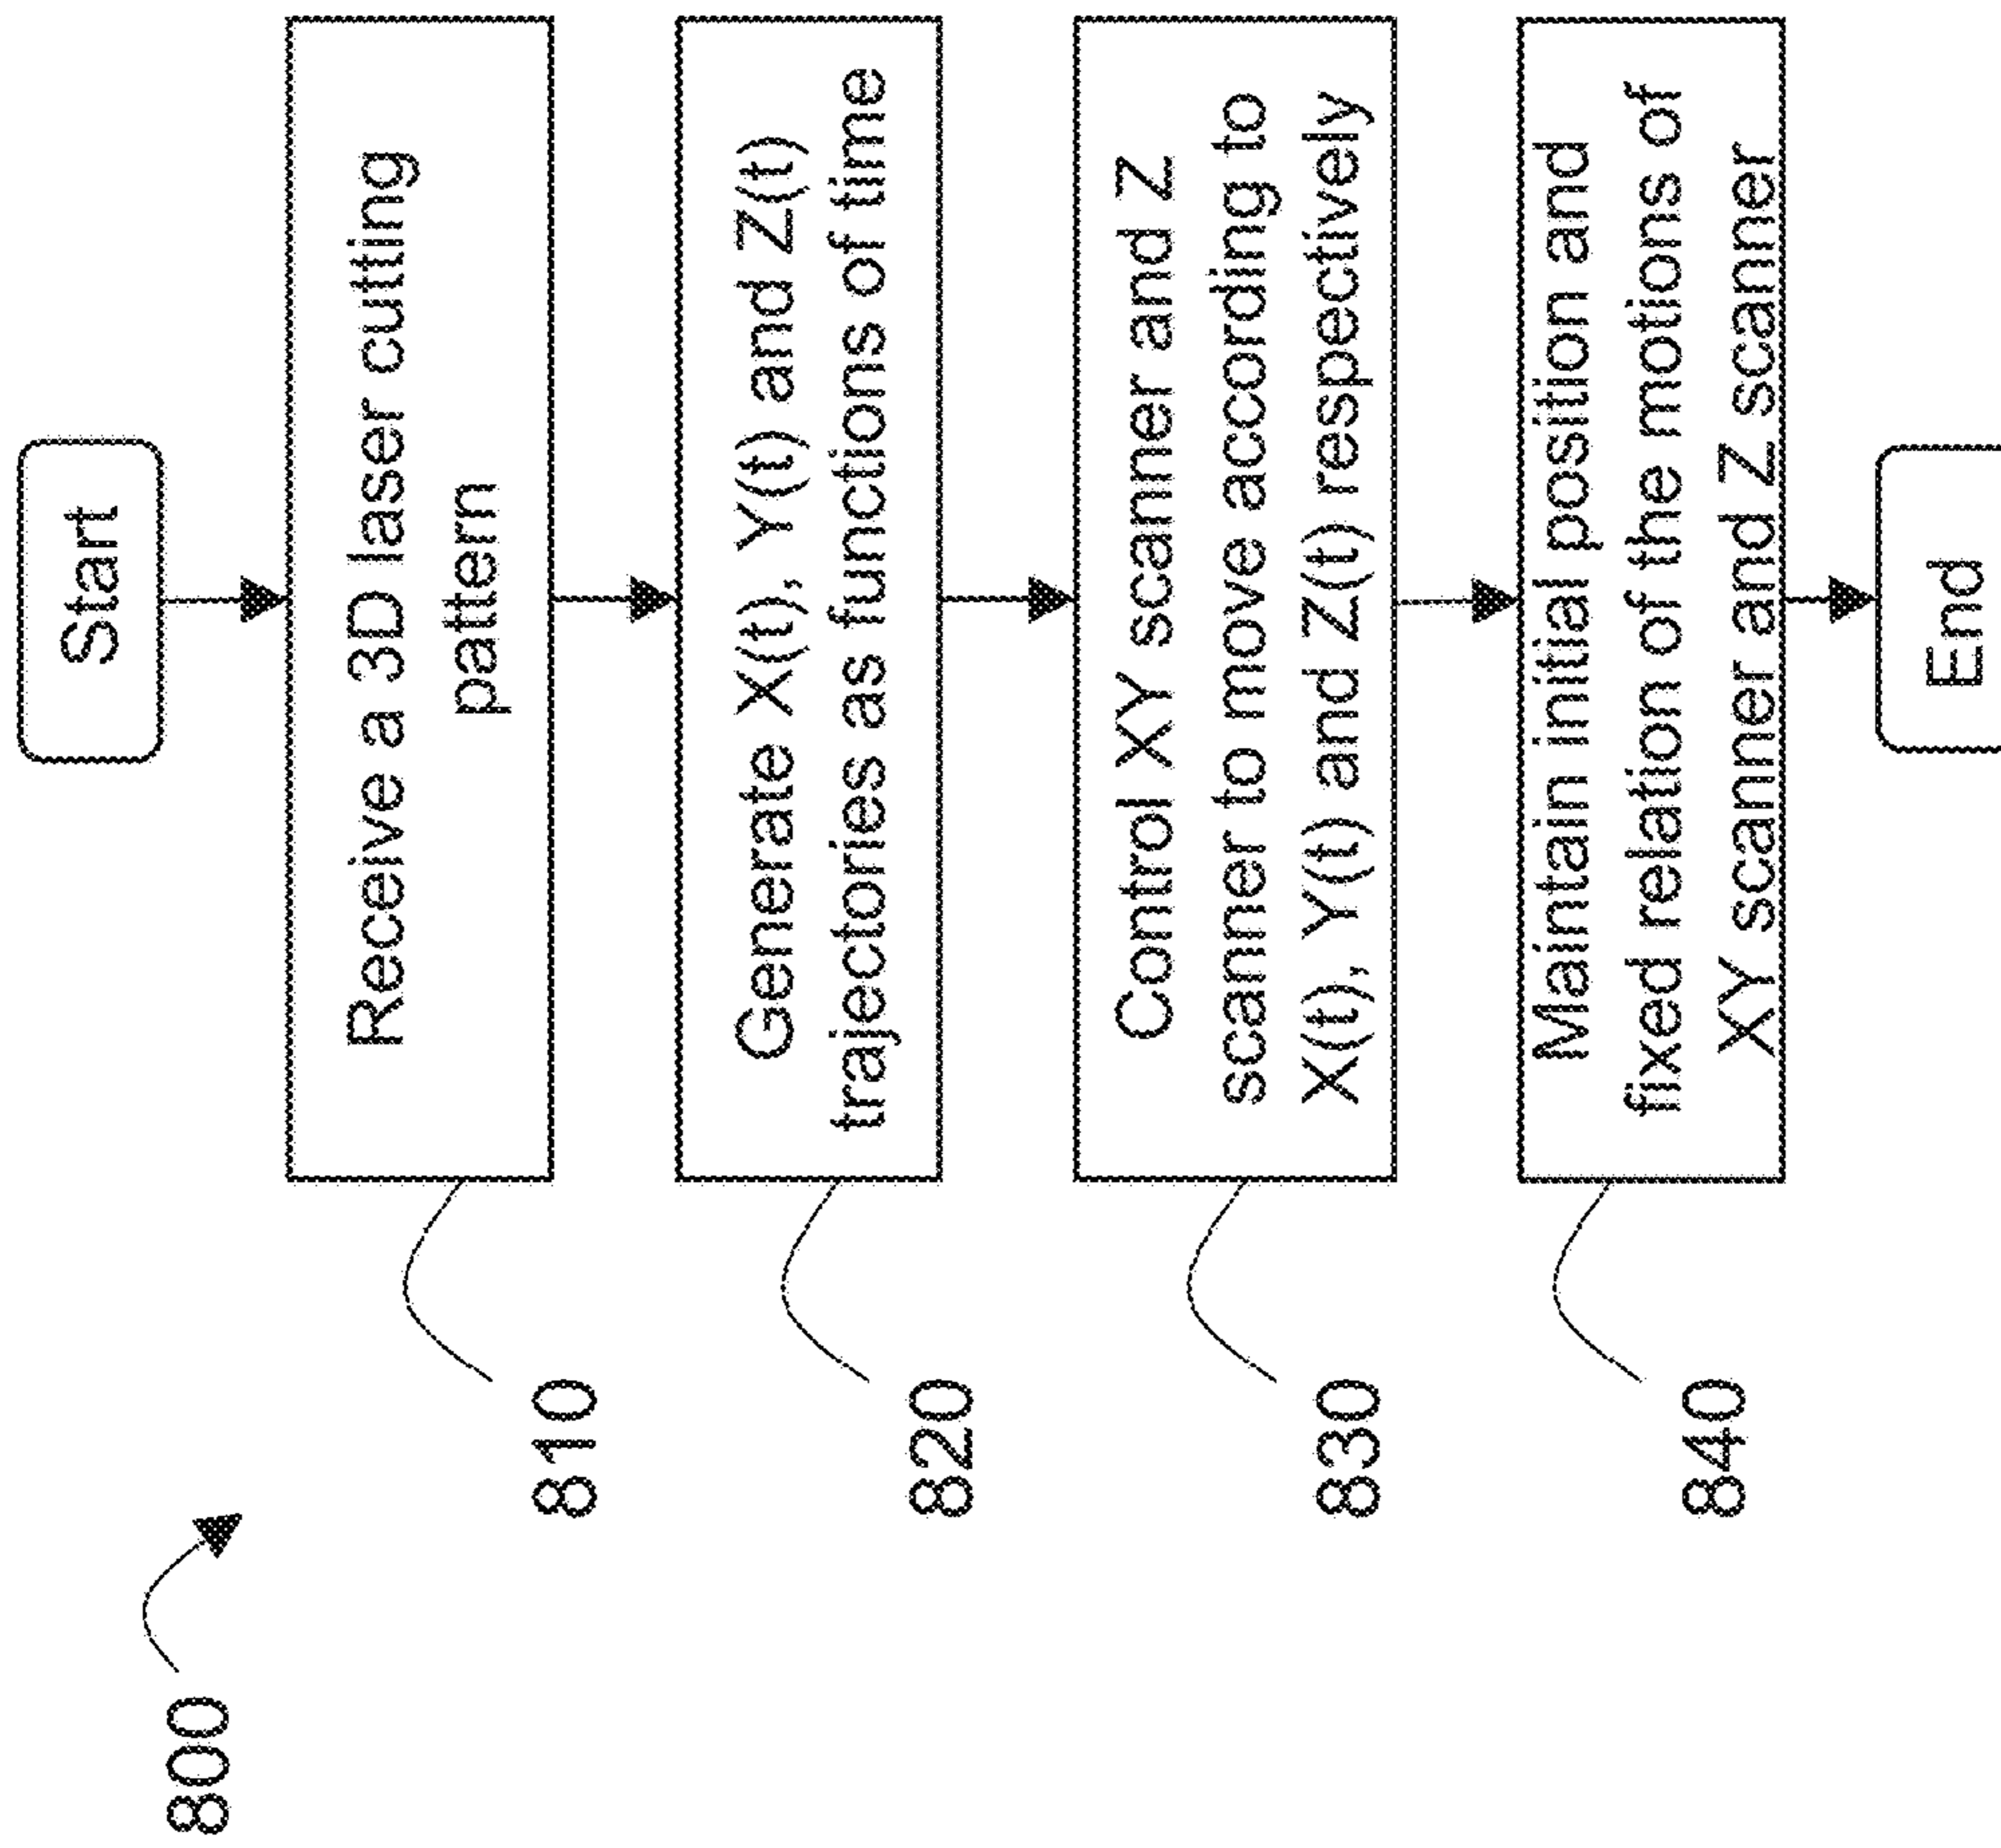 800
Start
810
Receive a 3D laser cutting
pattern
820
Generate X(t), Y(t) and Z(t)
trajectories as functions of time
830
Control XY scanner and Z
scanner to move according to
X(t), Y(t) and Z(t) respectively
840
Maintain initial position and
fixed relation of the motions of
XY scanner and Z scanner
End